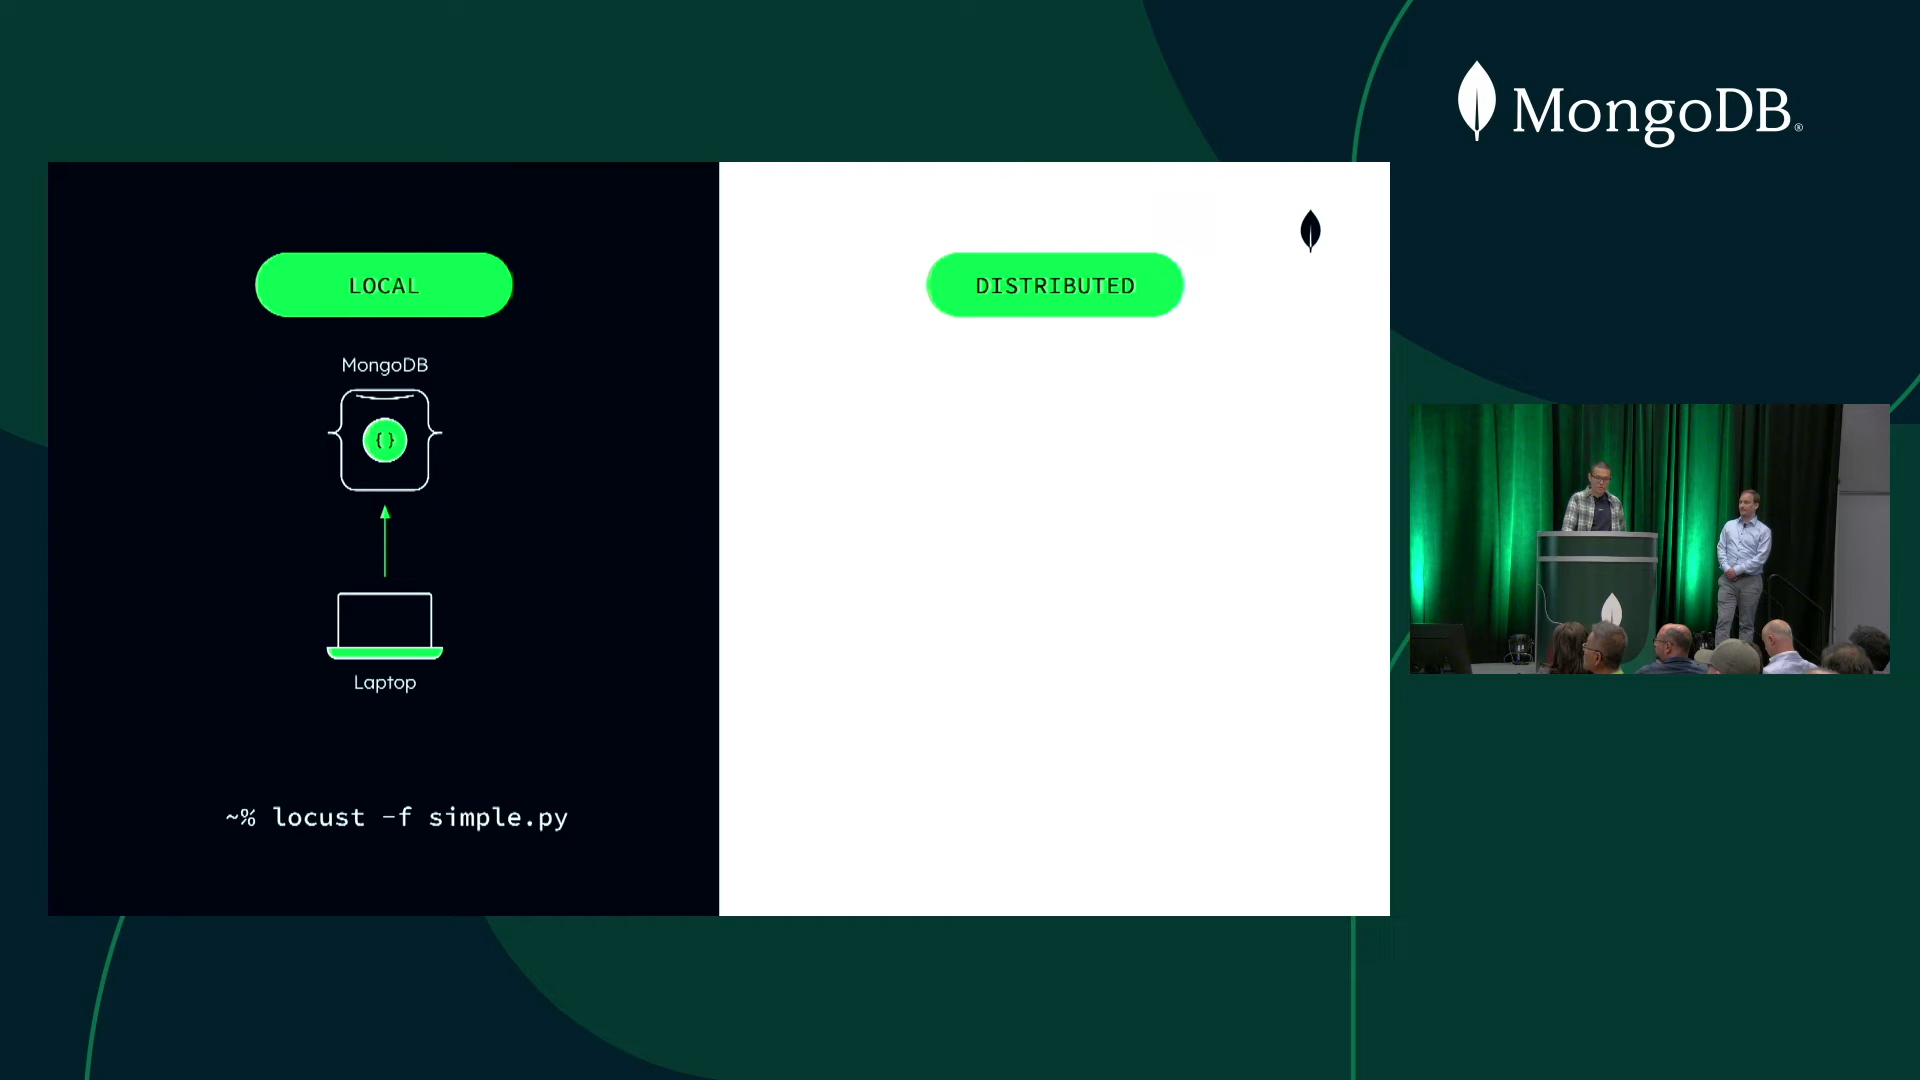 MongoDB®
LOCAL
MongoDB
{}
Laptop
~% locust -f simple.py
DISTRIBUTED